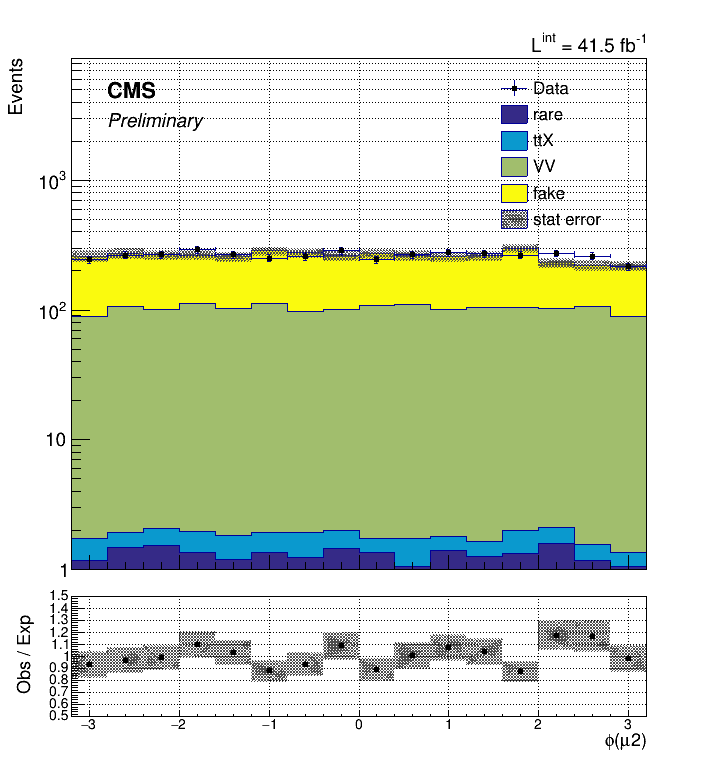 L^int = 41.5 fb^-1
Events
CMS
Preliminary
Data
rare
ttX
VV
fake
stat error
10^3
10^2
10
1
Obs / Exp
1.5
1.4
1.3
1.2
1.1
1
0.9
0.8
0.7
0.6
0.5
−3 −2 −1 0 1 2 3
ϕ(μ2)